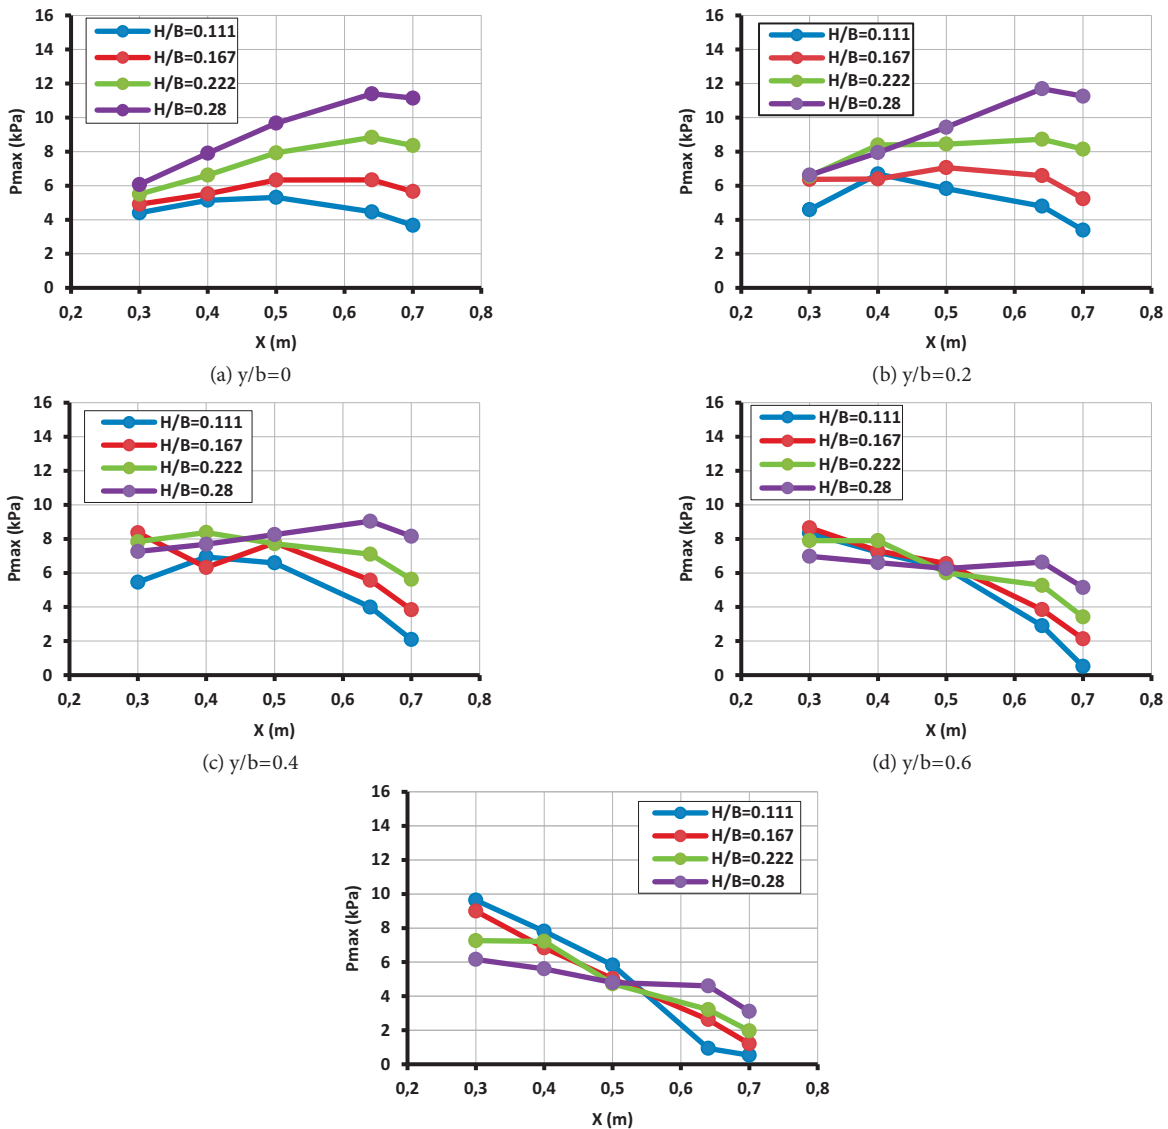 16
14
12
10
8
6
4
2
0
Pmax (kPa)
H/B=0.111
H/B=0.167
H/B=0.222
H/B=0.28
0,2 0,3 0,4 0,5 0,6 0,7 0,8
X (m)
(a) y/b=0
16
14
12
10
8
6
4
2
0
Pmax (kPa)
H/B=0.111
H/B=0.167
H/B=0.222
H/B=0.28
0,2 0,3 0,4 0,5 0,6 0,7 0,8
X (m)
(b) y/b=0.2
16
14
12
10
8
6
4
2
0
Pmax (kPa)
H/B=0.111
H/B=0.167
H/B=0.222
H/B=0.28
0,2 0,3 0,4 0,5 0,6 0,7 0,8
X (m)
(c) y/b=0.4
16
14
12
10
8
6
4
2
0
Pmax (kPa)
H/B=0.111
H/B=0.167
H/B=0.222
H/B=0.28
0,2 0,3 0,4 0,5 0,6 0,7 0,8
X (m)
(d) y/b=0.6
16
14
12
10
8
6
4
2
0
Pmax (kPa)
H/B=0.111
H/B=0.167
H/B=0.222
H/B=0.28
0,2 0,3 0,4 0,5 0,6 0,7 0,8
X (m)